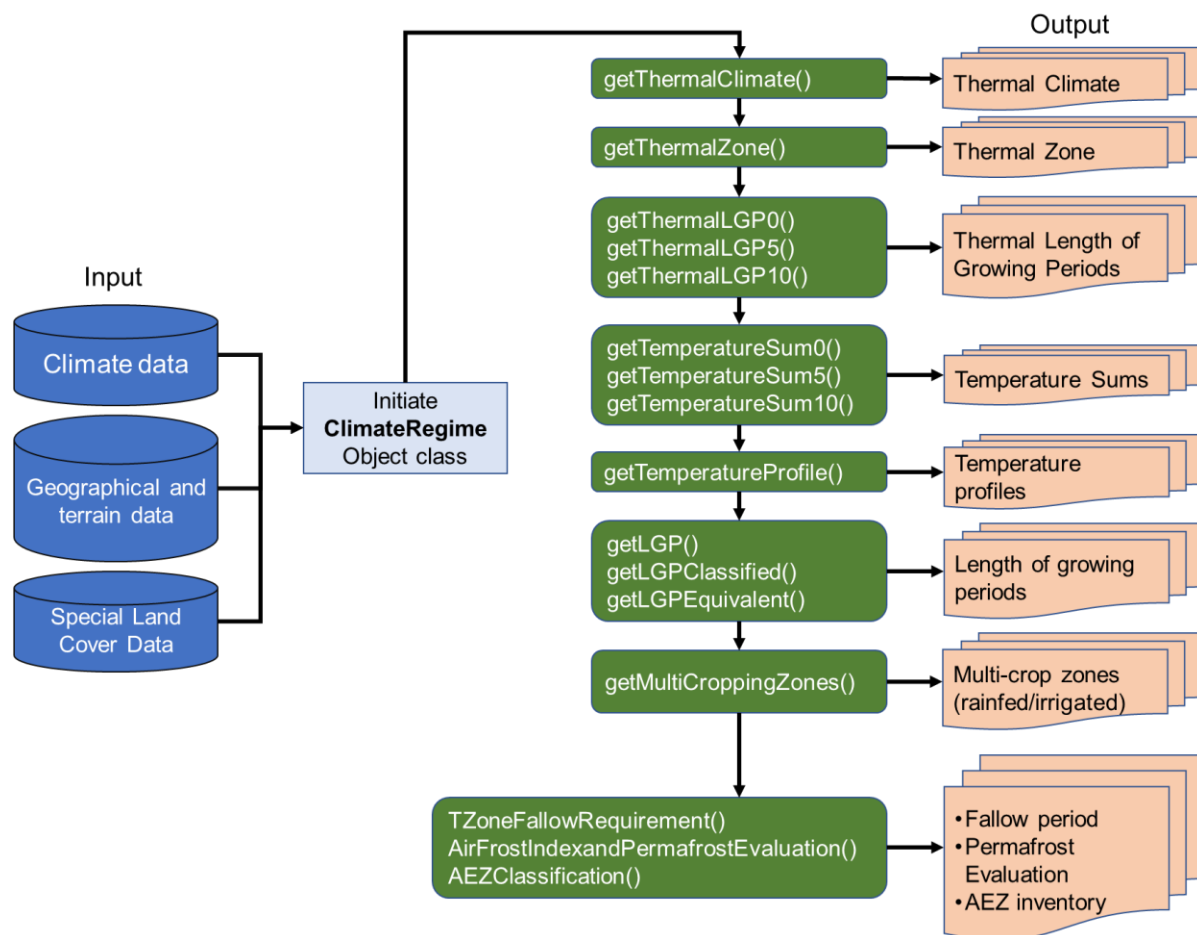 Input
Climate data
Geographical and
terrain data
Special Land
Cover Data
Initiate
ClimateRegime
Object class
Output
getThermalClimate()
Thermal Climate
getThermalZone()
Thermal Zone
getThermalLGP0()
getThermalLGP5()
getThermalLGP10()
Thermal Length of
Growing Periods
getTemperatureSum0()
getTemperatureSum5()
getTemperatureSum10()
Temperature Sums
getTemperatureProfile()
Temperature
profiles
getLGP()
getLGPClassified()
getLGPEquivalent()
Length of growing
periods
getMultiCroppingZones()
Multi-crop zones
(rainfed/irrigated)
TZoneFallowRequirement()
AirFrostIndexandPermafrostEvaluation()
AEZClassification()
•Fallow period
•Permafrost
Evaluation
•AEZ inventory